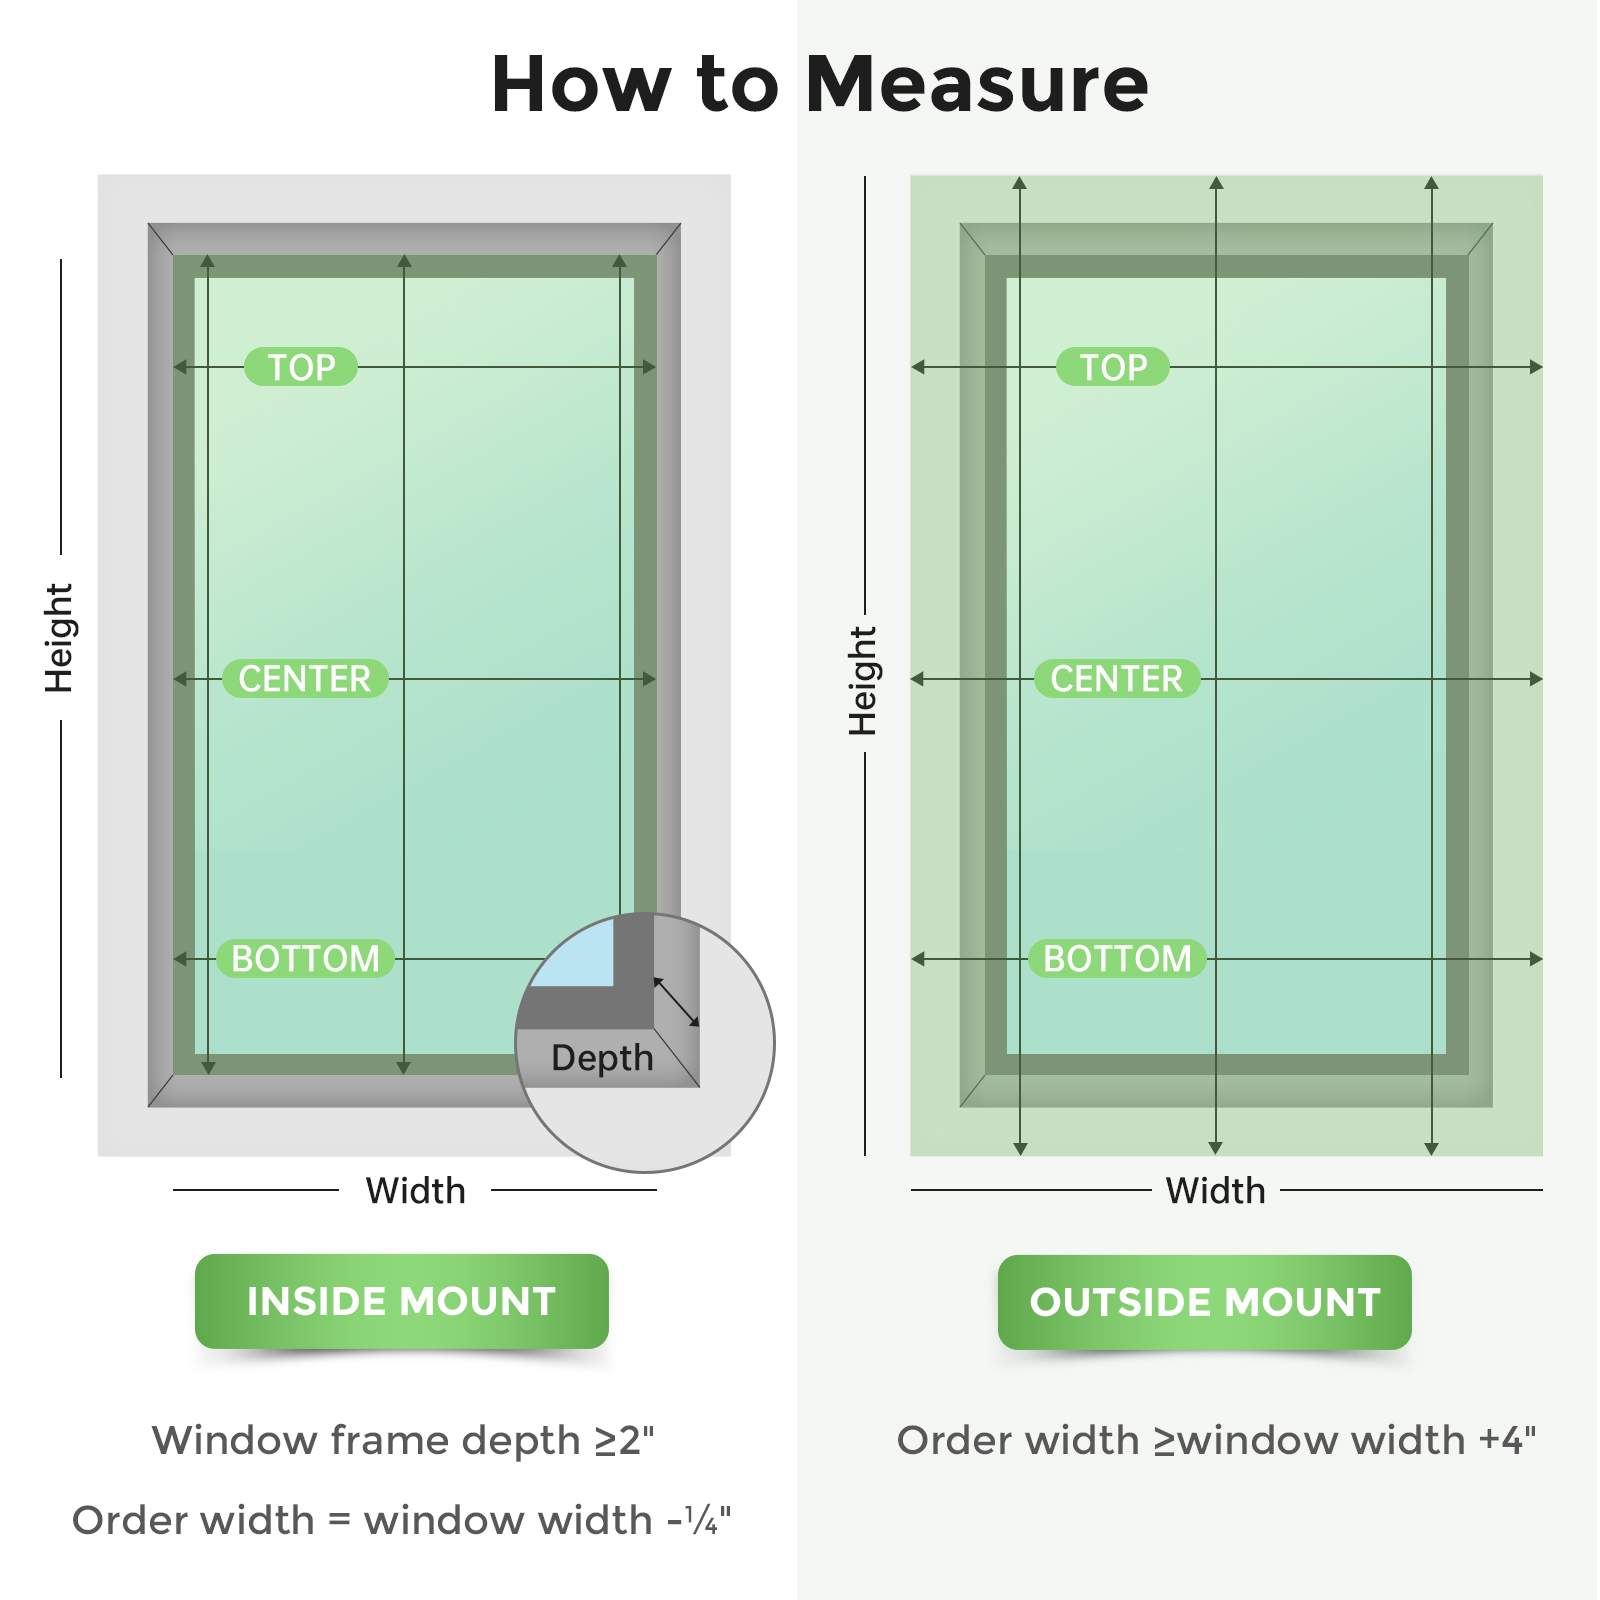 How to Measure
TOP
CENTER
BOTTOM
Height
Depth
Width
INSIDE MOUNT
Window frame depth ≥2"
Order width = window width -¼"
TOP
CENTER
BOTTOM
Height
Width
OUTSIDE MOUNT
Order width ≥window width +4"